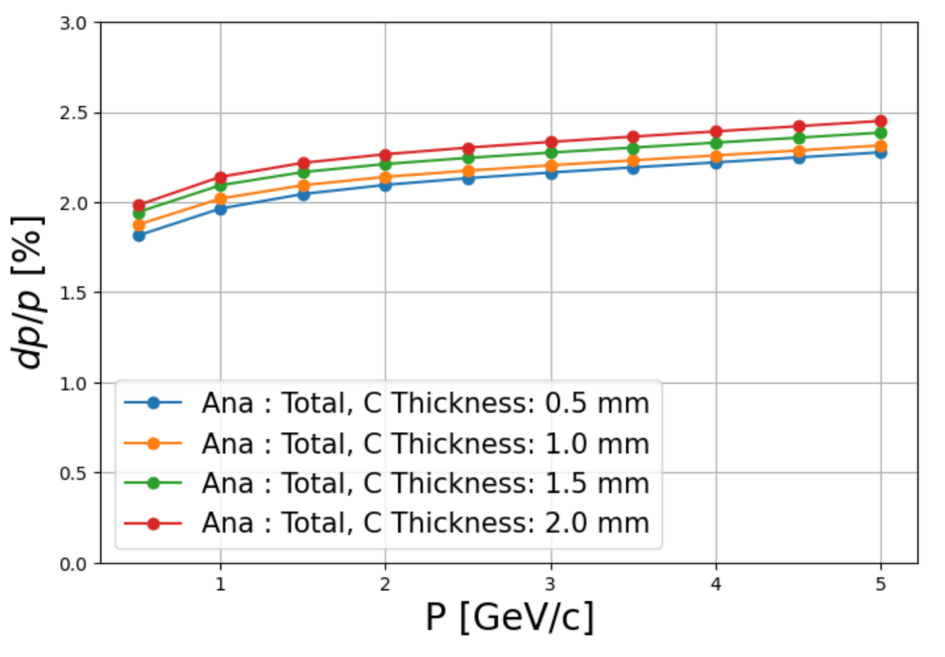 3.0
2.5
2.0
1.5
1.0
0.5
0.0
dp/p [%]
Ana : Total, C Thickness: 0.5 mm
Ana : Total, C Thickness: 1.0 mm
Ana : Total, C Thickness: 1.5 mm
Ana : Total, C Thickness: 2.0 mm
1 2 3 4 5
P [GeV/c]